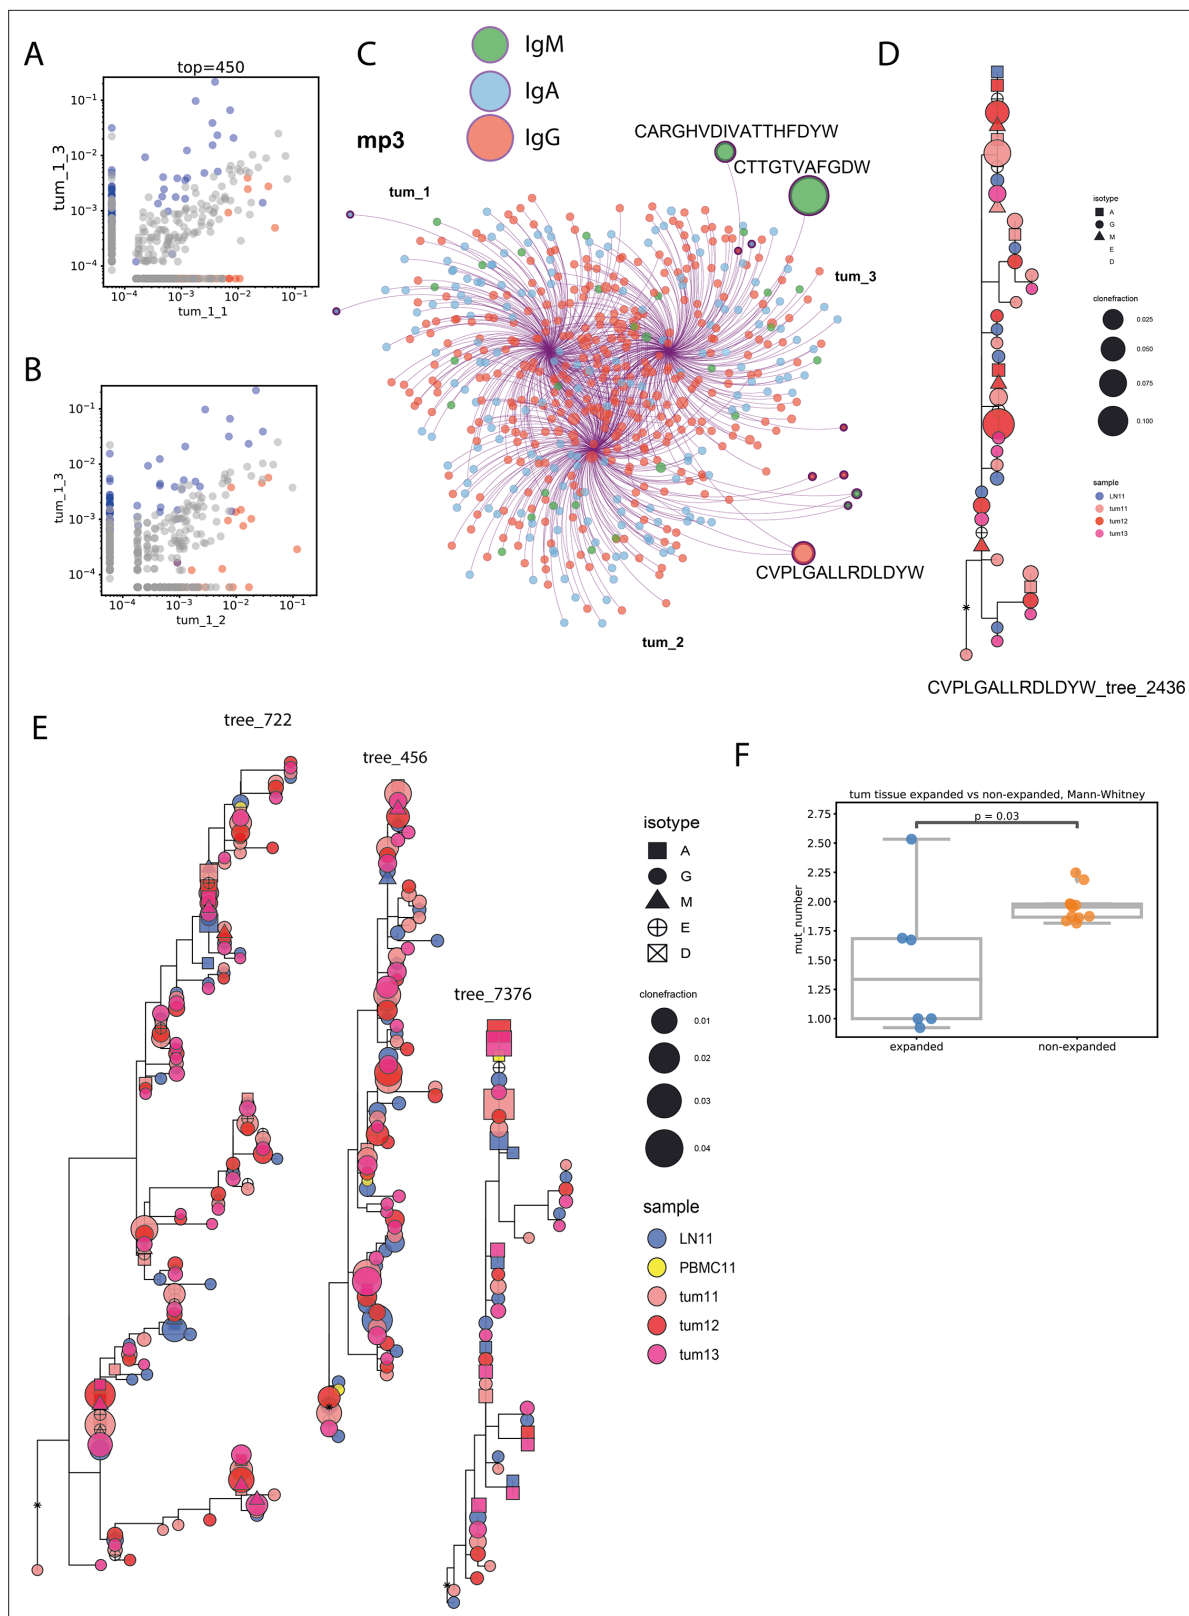 A
top=450
10⁻¹
10⁻²
10⁻³
10⁻⁴
tum_1_3
10⁻⁴
10⁻³
10⁻²
10⁻¹
tum_1_1
B
10⁻¹
10⁻²
10⁻³
10⁻⁴
tum_1_3
10⁻⁴
10⁻³
10⁻²
10⁻¹
tum_1_2
C
IgM
IgA
IgG
mp3
CARGHVDIVATTHFDYW
CTTGTVAFGDW
tum_1
tum_3
CVPLGALLRDLDYW
tum_2
D
isotype
A
G
M
E
D
clonefraction
0.025
0.050
0.075
0.100
sample
LN11
tum11
tum12
tum13
*
CVPLGALLRDLDYW_tree_2436
E
tree_722
tree_456
tree_7376
*
*
*
isotype
A
G
M
E
D
clonefraction
0.01
0.02
0.03
0.04
sample
LN11
PBMC11
tum11
tum12
tum13
F
tum tissue expanded vs non-expanded, Mann-Whitney
p = 0.03
2.75
2.50
2.25
2.00
1.75
1.50
1.25
1.00
mut_number
expanded
non-expanded